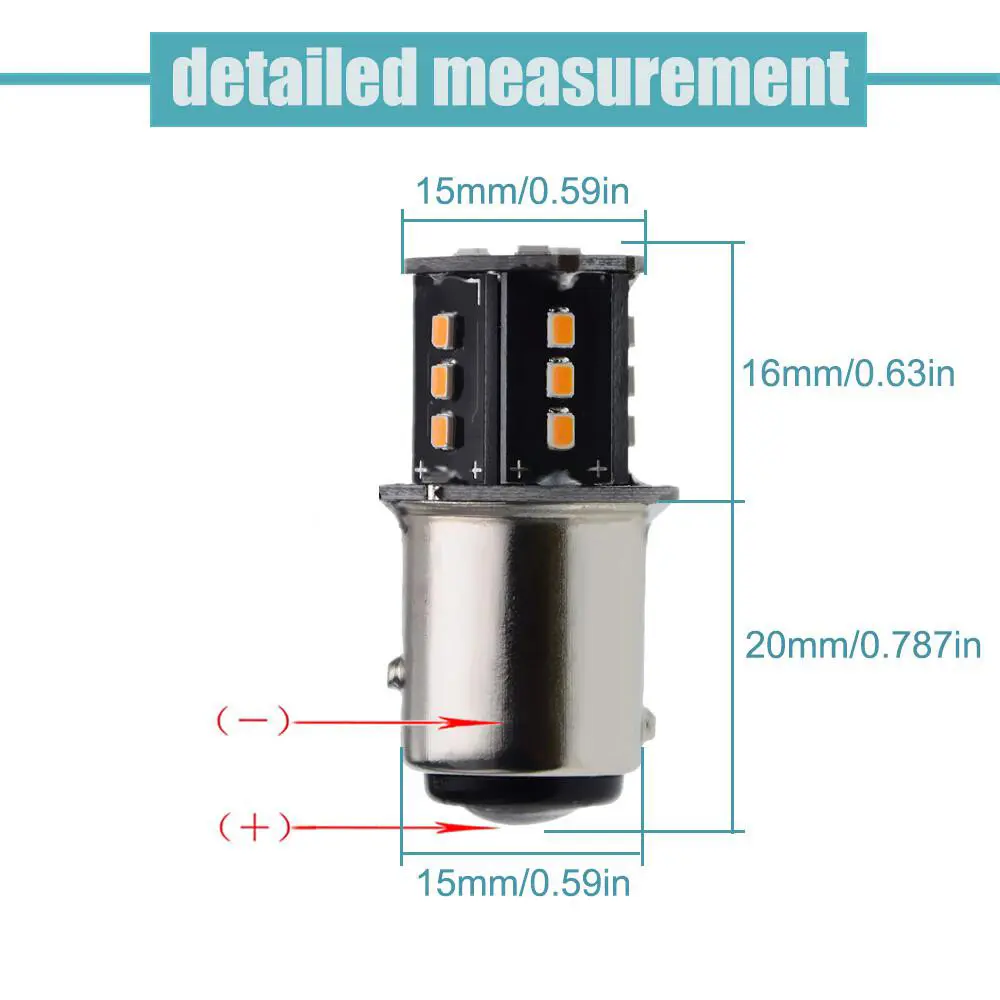 detailed measurement
15mm/0.59in
16mm/0.63in
20mm/0.787in
(－)
(＋)
15mm/0.59in